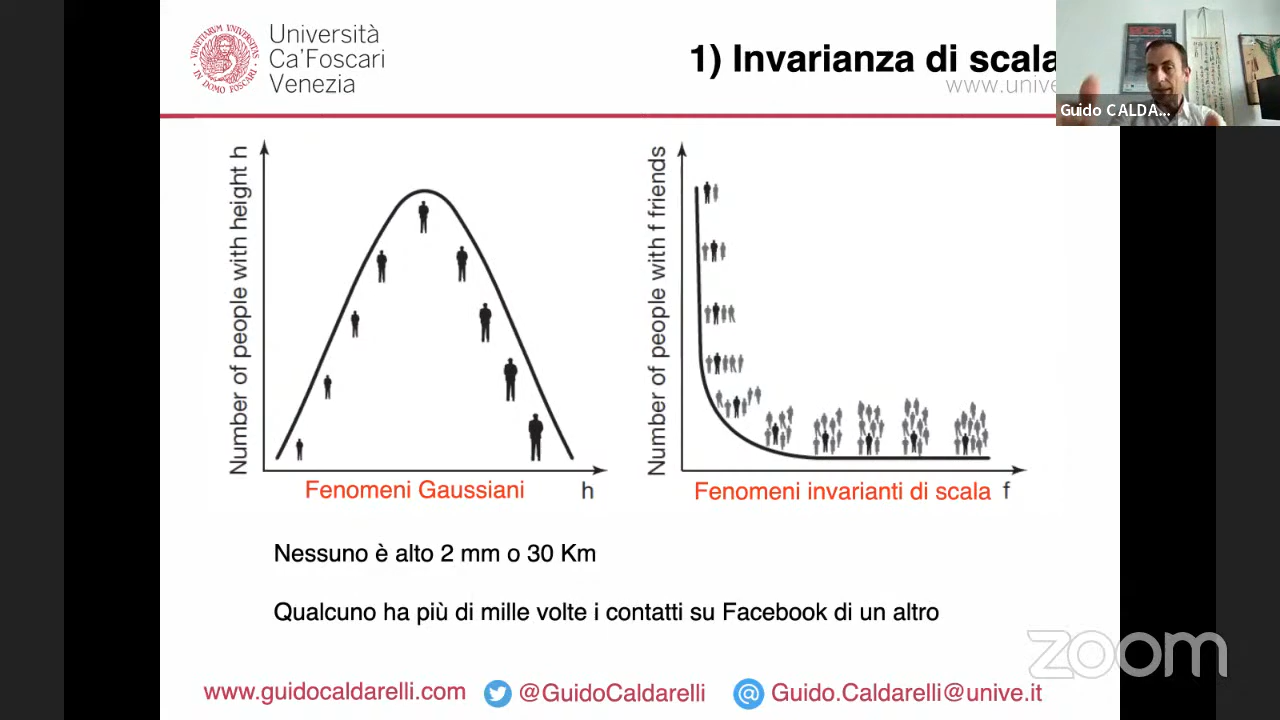 Università
Ca'Foscari
Venezia
1) Invarianza di scala
www.unive
Guido CALDA...
Number of people with height h
Number of people with f friends
Fenomeni Gaussiani
h
Fenomeni invarianti di scala
f
Nessuno è alto 2 mm o 30 Km
Qualcuno ha più di mille volte i contatti su Facebook di un altro
zoom
www.guidocaldarelli.com
@GuidoCaldarelli
@
Guido.Caldarelli@unive.it